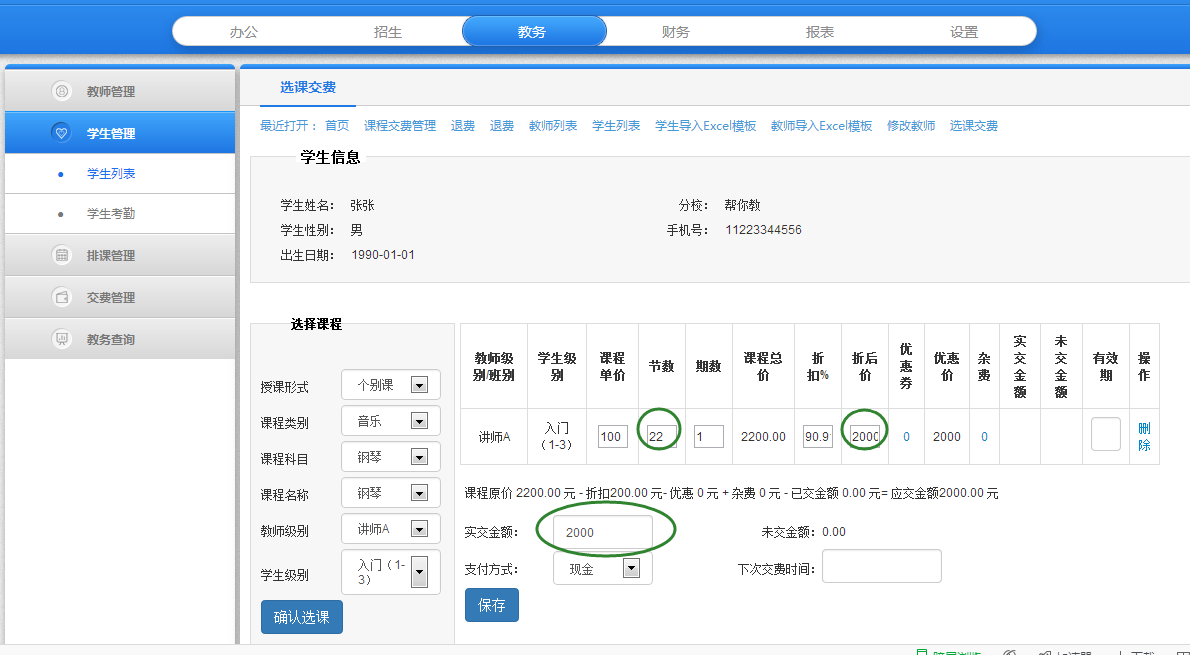 办公 招生 教务 财务 报表 设置
教师管理
学生管理
学生列表
学生考勤
排课管理
交费管理
教务查询
选课交费
最近打开： 首页 课程交费管理 退费 退费 教师列表 学生列表 学生导入Excel模板 教师导入Excel模板 修改教师 选课交费
学生信息
学生姓名： 张张 分校： 帮你教
学生性别： 男 手机号： 11223344556
出生日期： 1990-01-01
选择课程
授课形式 个别课
课程类别 音乐
课程科目 钢琴
课程名称 钢琴
教师级别 讲师A
学生级别 入门（1-
3）
确认选课
教师级别/班别 学生级别 课程单价 节数 期数 课程总价 折扣% 折后价 优惠券 优惠价 杂费 实交金额 未交金额 有效期 操作
讲师A 入门（1-3） 100 22 1 2200.00 90.9 2000 0 2000 0 删除
课程原价 2200.00 元 - 折扣200.00 元- 优惠 0 元 + 杂费 0 元 - 已交金额 0.00 元= 应交金额2000.00 元
实交金额： 2000 未交金额： 0.00
支付方式： 现金 下次交费时间：
保存